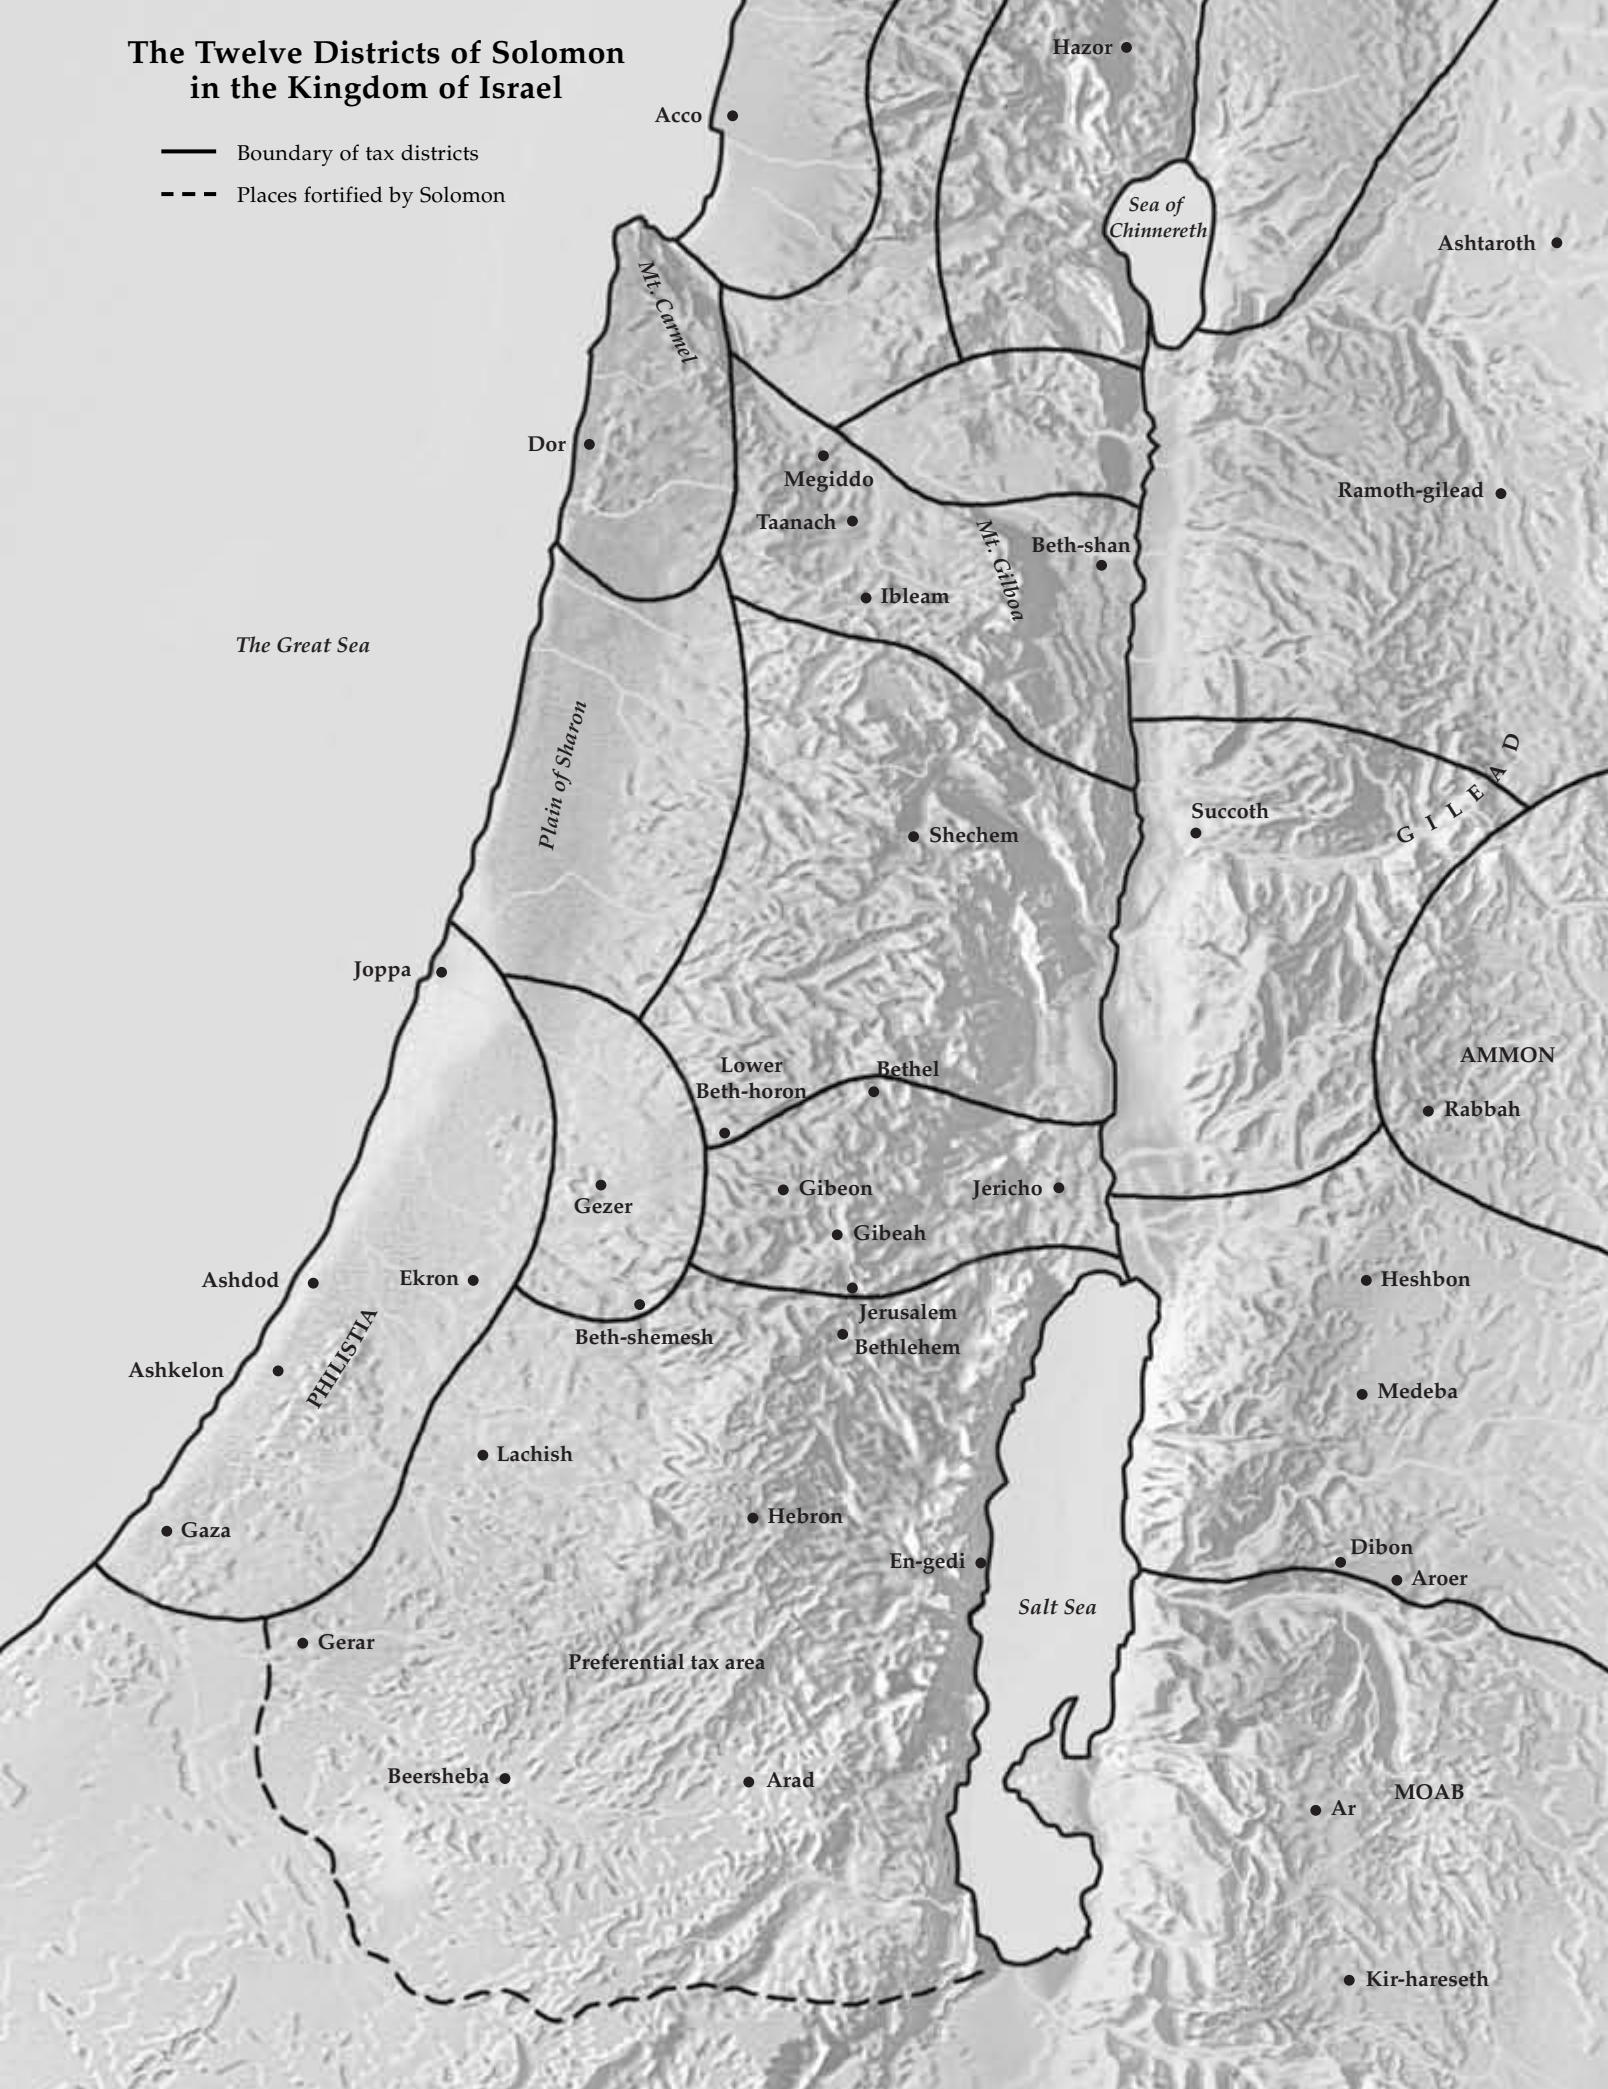 The Twelve Districts of Solomon
in the Kingdom of Israel
Boundary of tax districts
Places fortified by Solomon
Hazor
Acco
Sea of
Chinnereth
Ashtaroth
Mt. Carmel
Dor
Megiddo
Ramoth-gilead
Taanach
Mt. Gilboa
Beth-shan
Ibleam
The Great Sea
Plain of Sharon
GILEAD
Succoth
Shechem
Joppa
Lower
Beth-horon
Bethel
AMMON
Rabbah
Gezer
Gibeon
Jericho
Gibeah
Ashdod
Ekron
Heshbon
Jerusalem
Beth-shemesh
Bethlehem
PHILISTIA
Ashkelon
Medeba
Lachish
Hebron
Gaza
En-gedi
Dibon
Aroer
Salt Sea
Gerar
Preferential tax area
Beersheba
Arad
MOAB
Ar
Kir-hareseth